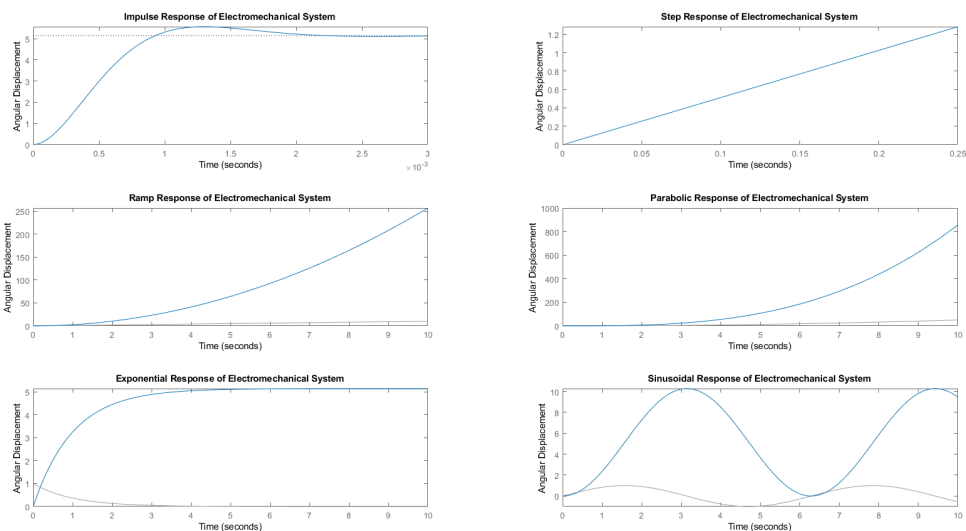 Impulse Response of Electromechanical System
Angular Displacement
5
4
3
2
1
0
0 0.5 1 1.5 2 2.5 3
Time (seconds)
×10⁻³
Step Response of Electromechanical System
Angular Displacement
1.2
1
0.8
0.6
0.4
0.2
0
0 0.05 0.1 0.15 0.2 0.25
Time (seconds)
Ramp Response of Electromechanical System
Angular Displacement
250
200
150
100
50
0
0 1 2 3 4 5 6 7 8 9 10
Time (seconds)
Parabolic Response of Electromechanical System
Angular Displacement
1000
800
600
400
200
0
0 1 2 3 4 5 6 7 8 9 10
Time (seconds)
Exponential Response of Electromechanical System
Angular Displacement
5
4
3
2
1
0
0 1 2 3 4 5 6 7 8 9 10
Time (seconds)
Sinusoidal Response of Electromechanical System
Angular Displacement
10
8
6
4
2
0
0 1 2 3 4 5 6 7 8 9 10
Time (seconds)